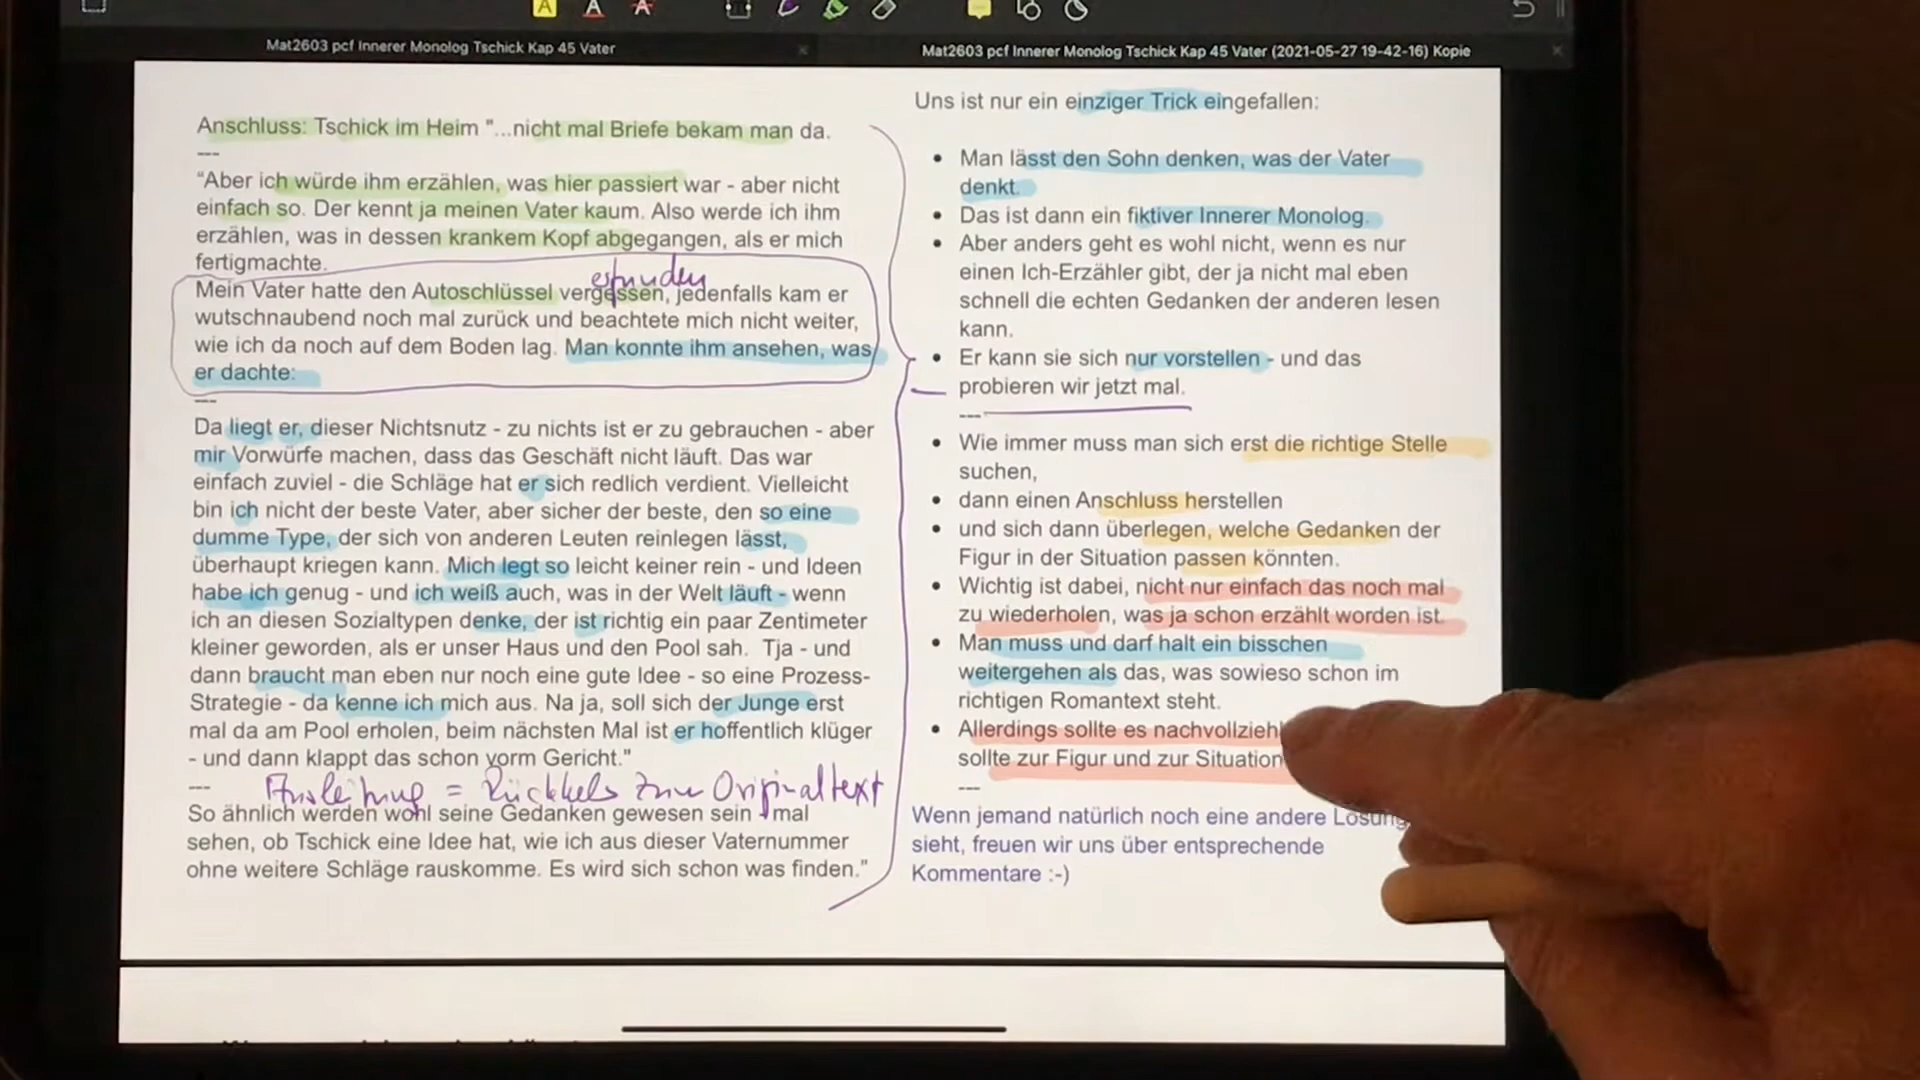 Mat2603 pcf Innerer Monolog Tschick Kap 45 Vater
Mat2603 pcf Innerer Monolog Tschick Kap 45 Vater (2021-05-27 19-42-16) Kopie
Anschluss: Tschick im Heim "...nicht mal Briefe bekam man da.
---
“Aber ich würde ihm erzählen, was hier passiert war - aber nicht
einfach so. Der kennt ja meinen Vater kaum. Also werde ich ihm
erzählen, was in dessen krankem Kopf abgegangen, als er mich
fertigmachte.
erfunden
Mein Vater hatte den Autoschlüssel vergessen, jedenfalls kam er
wutschnaubend noch mal zurück und beachtete mich nicht weiter,
wie ich da noch auf dem Boden lag. Man konnte ihm ansehen, was
er dachte:
---
Da liegt er, dieser Nichtsnutz - zu nichts ist er zu gebrauchen - aber
mir Vorwürfe machen, dass das Geschäft nicht läuft. Das war
einfach zuviel - die Schläge hat er sich redlich verdient. Vielleicht
bin ich nicht der beste Vater, aber sicher der beste, den so eine
dumme Type, der sich von anderen Leuten reinlegen lässt,
überhaupt kriegen kann. Mich legt so leicht keiner rein - und Ideen
habe ich genug - und ich weiß auch, was in der Welt läuft - wenn
ich an diesen Sozialtypen denke, der ist richtig ein paar Zentimeter
kleiner geworden, als er unser Haus und den Pool sah. Tja - und
dann braucht man eben nur noch eine gute Idee - so eine Prozess-
Strategie - da kenne ich mich aus. Na ja, soll sich der Junge erst
mal da am Pool erholen, beim nächsten Mal ist er hoffentlich klüger
- und dann klappt das schon vorm Gericht."
---
= zum Originaltext
So ähnlich werden wohl seine Gedanken gewesen sein - mal
sehen, ob Tschick eine Idee hat, wie ich aus dieser Vaternummer
ohne weitere Schläge rauskomme. Es wird sich schon was finden."
Uns ist nur ein einziger Trick eingefallen:
• Man lässt den Sohn denken, was der Vater
denkt.
• Das ist dann ein fiktiver Innerer Monolog.
• Aber anders geht es wohl nicht, wenn es nur
einen Ich-Erzähler gibt, der ja nicht mal eben
schnell die echten Gedanken der anderen lesen
kann.
• Er kann sie sich nur vorstellen - und das
probieren wir jetzt mal.
---
• Wie immer muss man sich erst die richtige Stelle
suchen,
• dann einen Anschluss herstellen
• und sich dann überlegen, welche Gedanken der
Figur in der Situation passen könnten.
• Wichtig ist dabei, nicht nur einfach das noch mal
zu wiederholen, was ja schon erzählt worden ist.
• Man muss und darf halt ein bisschen
weitergehen als das, was sowieso schon im
richtigen Romantext steht.
• Allerdings sollte es
sollte zur Figur und zur Situation
---
Wenn jemand natürlich noch eine andere Lösung
sieht, freuen wir uns über entsprechende
Kommentare :-)